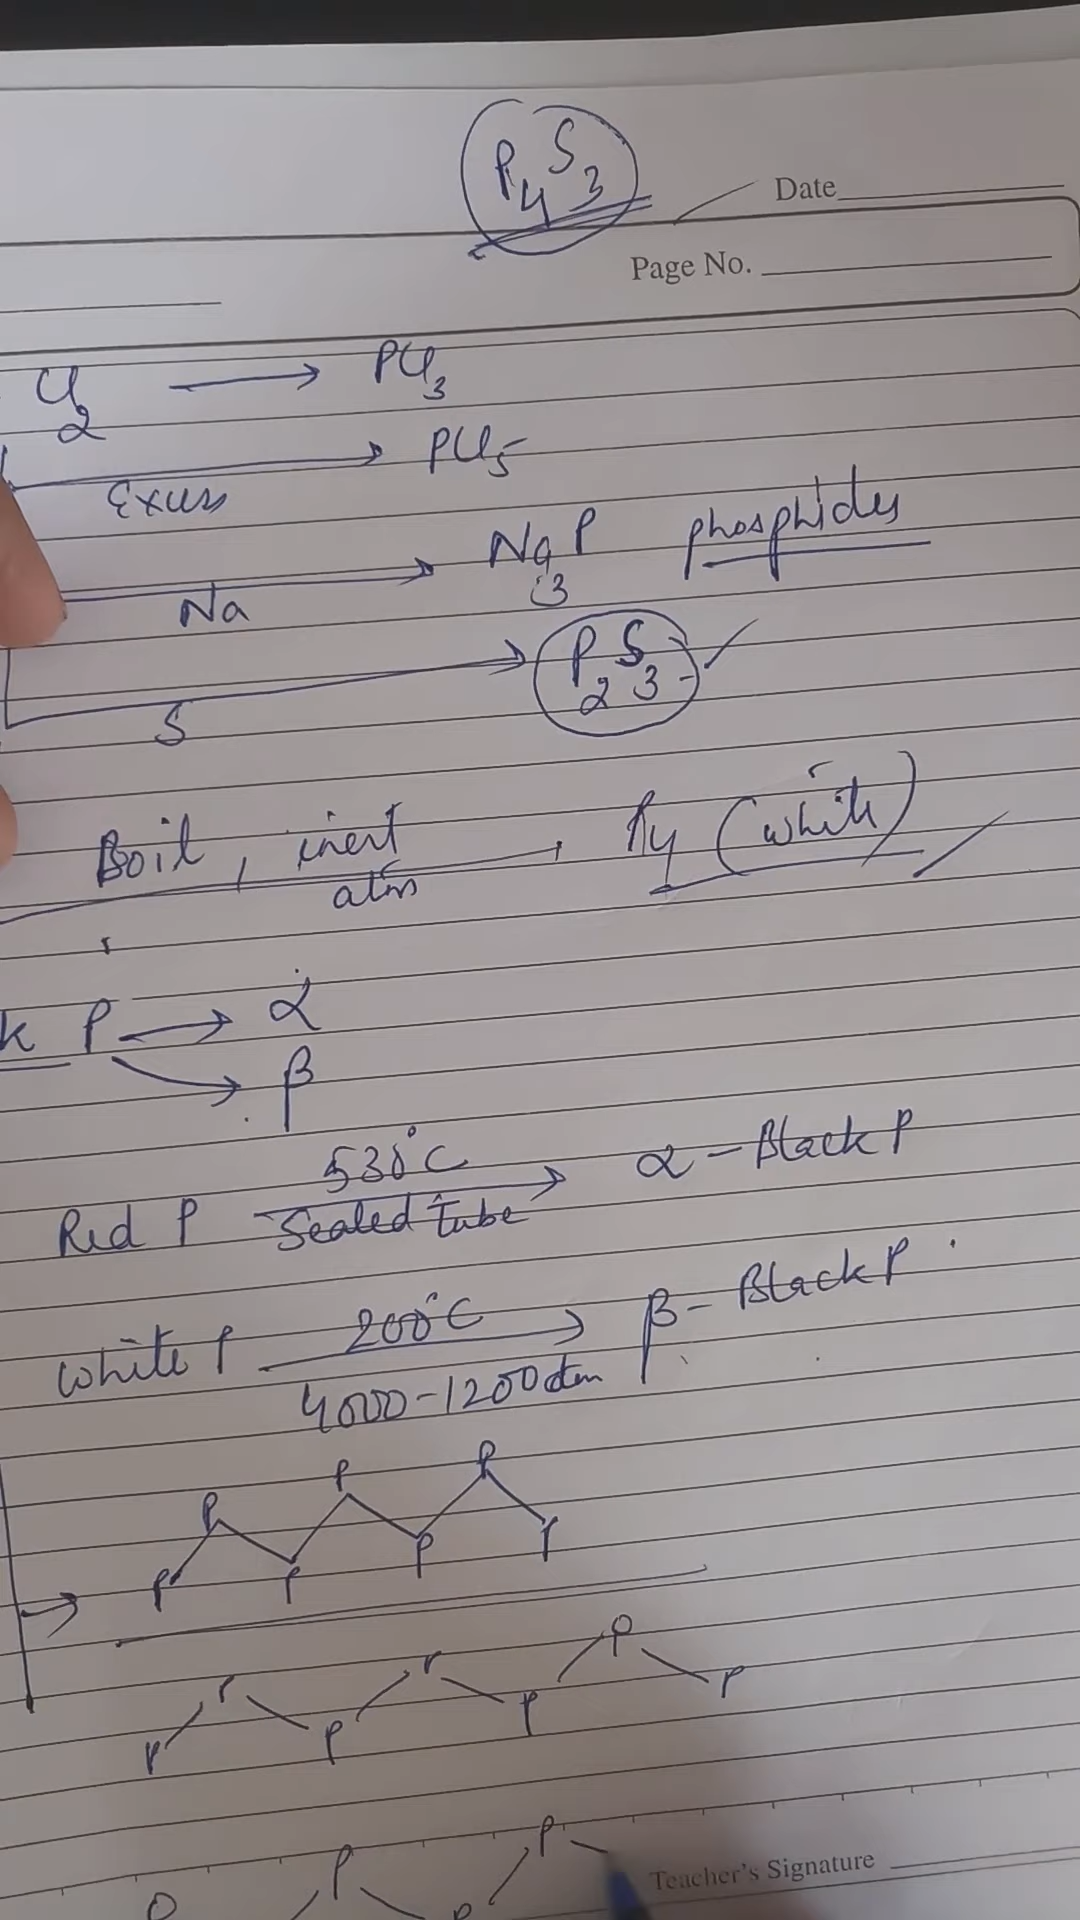 P4S3
Date
Page No.
Cl2 → PCl3
Excess → PCl5
Na → Na3P phosphides
S → P2S3
Boil, inert atm P4 (white)
k P → α
→ β
Red P 530°C Sealed tube → α-Black P
White P 200°C 4000-1200 atm → β-Black P
P P P
P P P P
P P P
P P P P
P P
P
Teacher's Signature